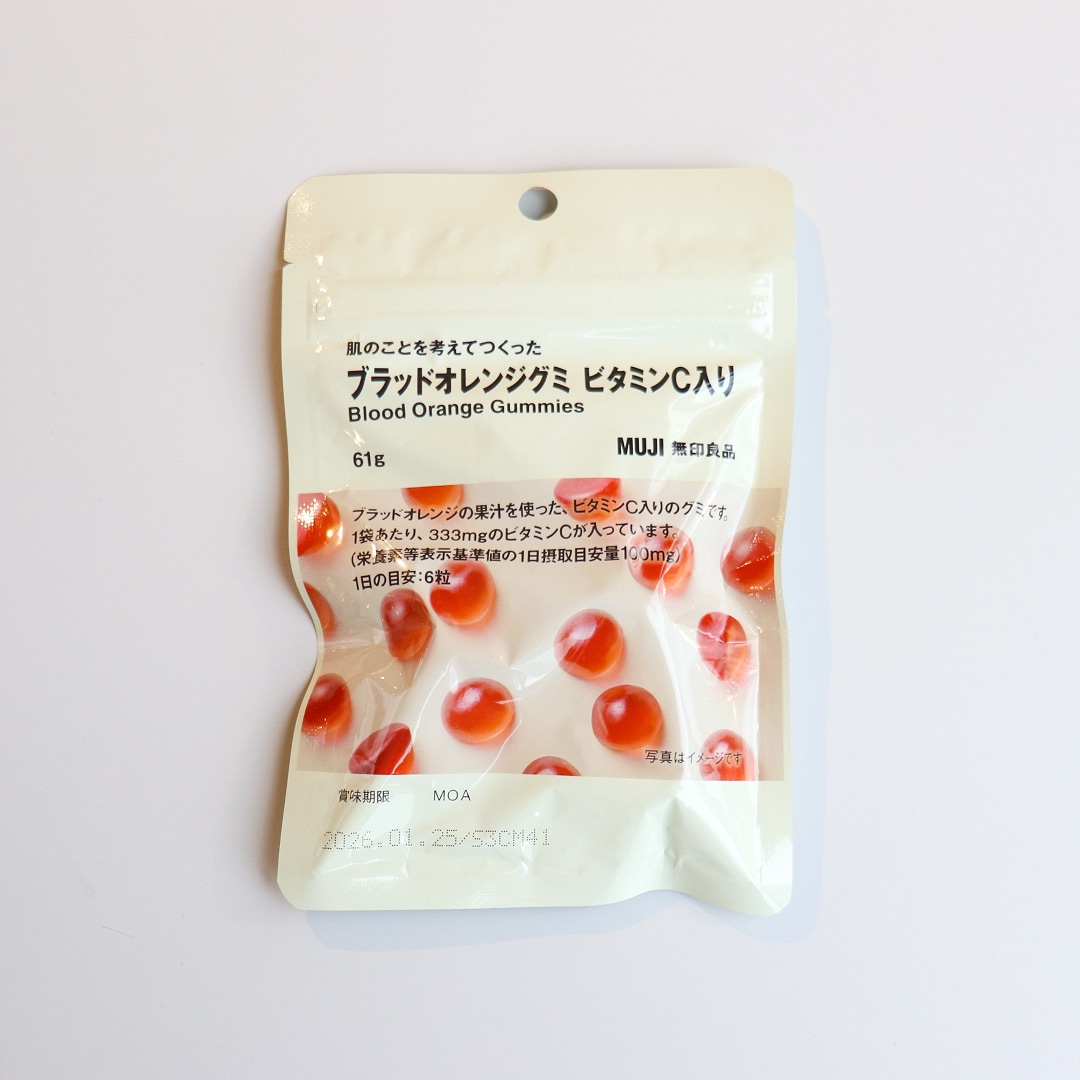 肌のことを考えてつくった
ブラッドオレンジグミ ビタミンC入り
Blood Orange Gummies
61g
MUJI 無印良品
ブラッドオレンジの果汁を使った、ビタミンC入りのグミです。
1袋あたり、333mgのビタミンCが入っています。
(栄養素等表示基準値の1日摂取目安量100mg)
1日の目安:6粒
写真はイメージです
賞味期限 MOA
2026.01.25/S3CM41